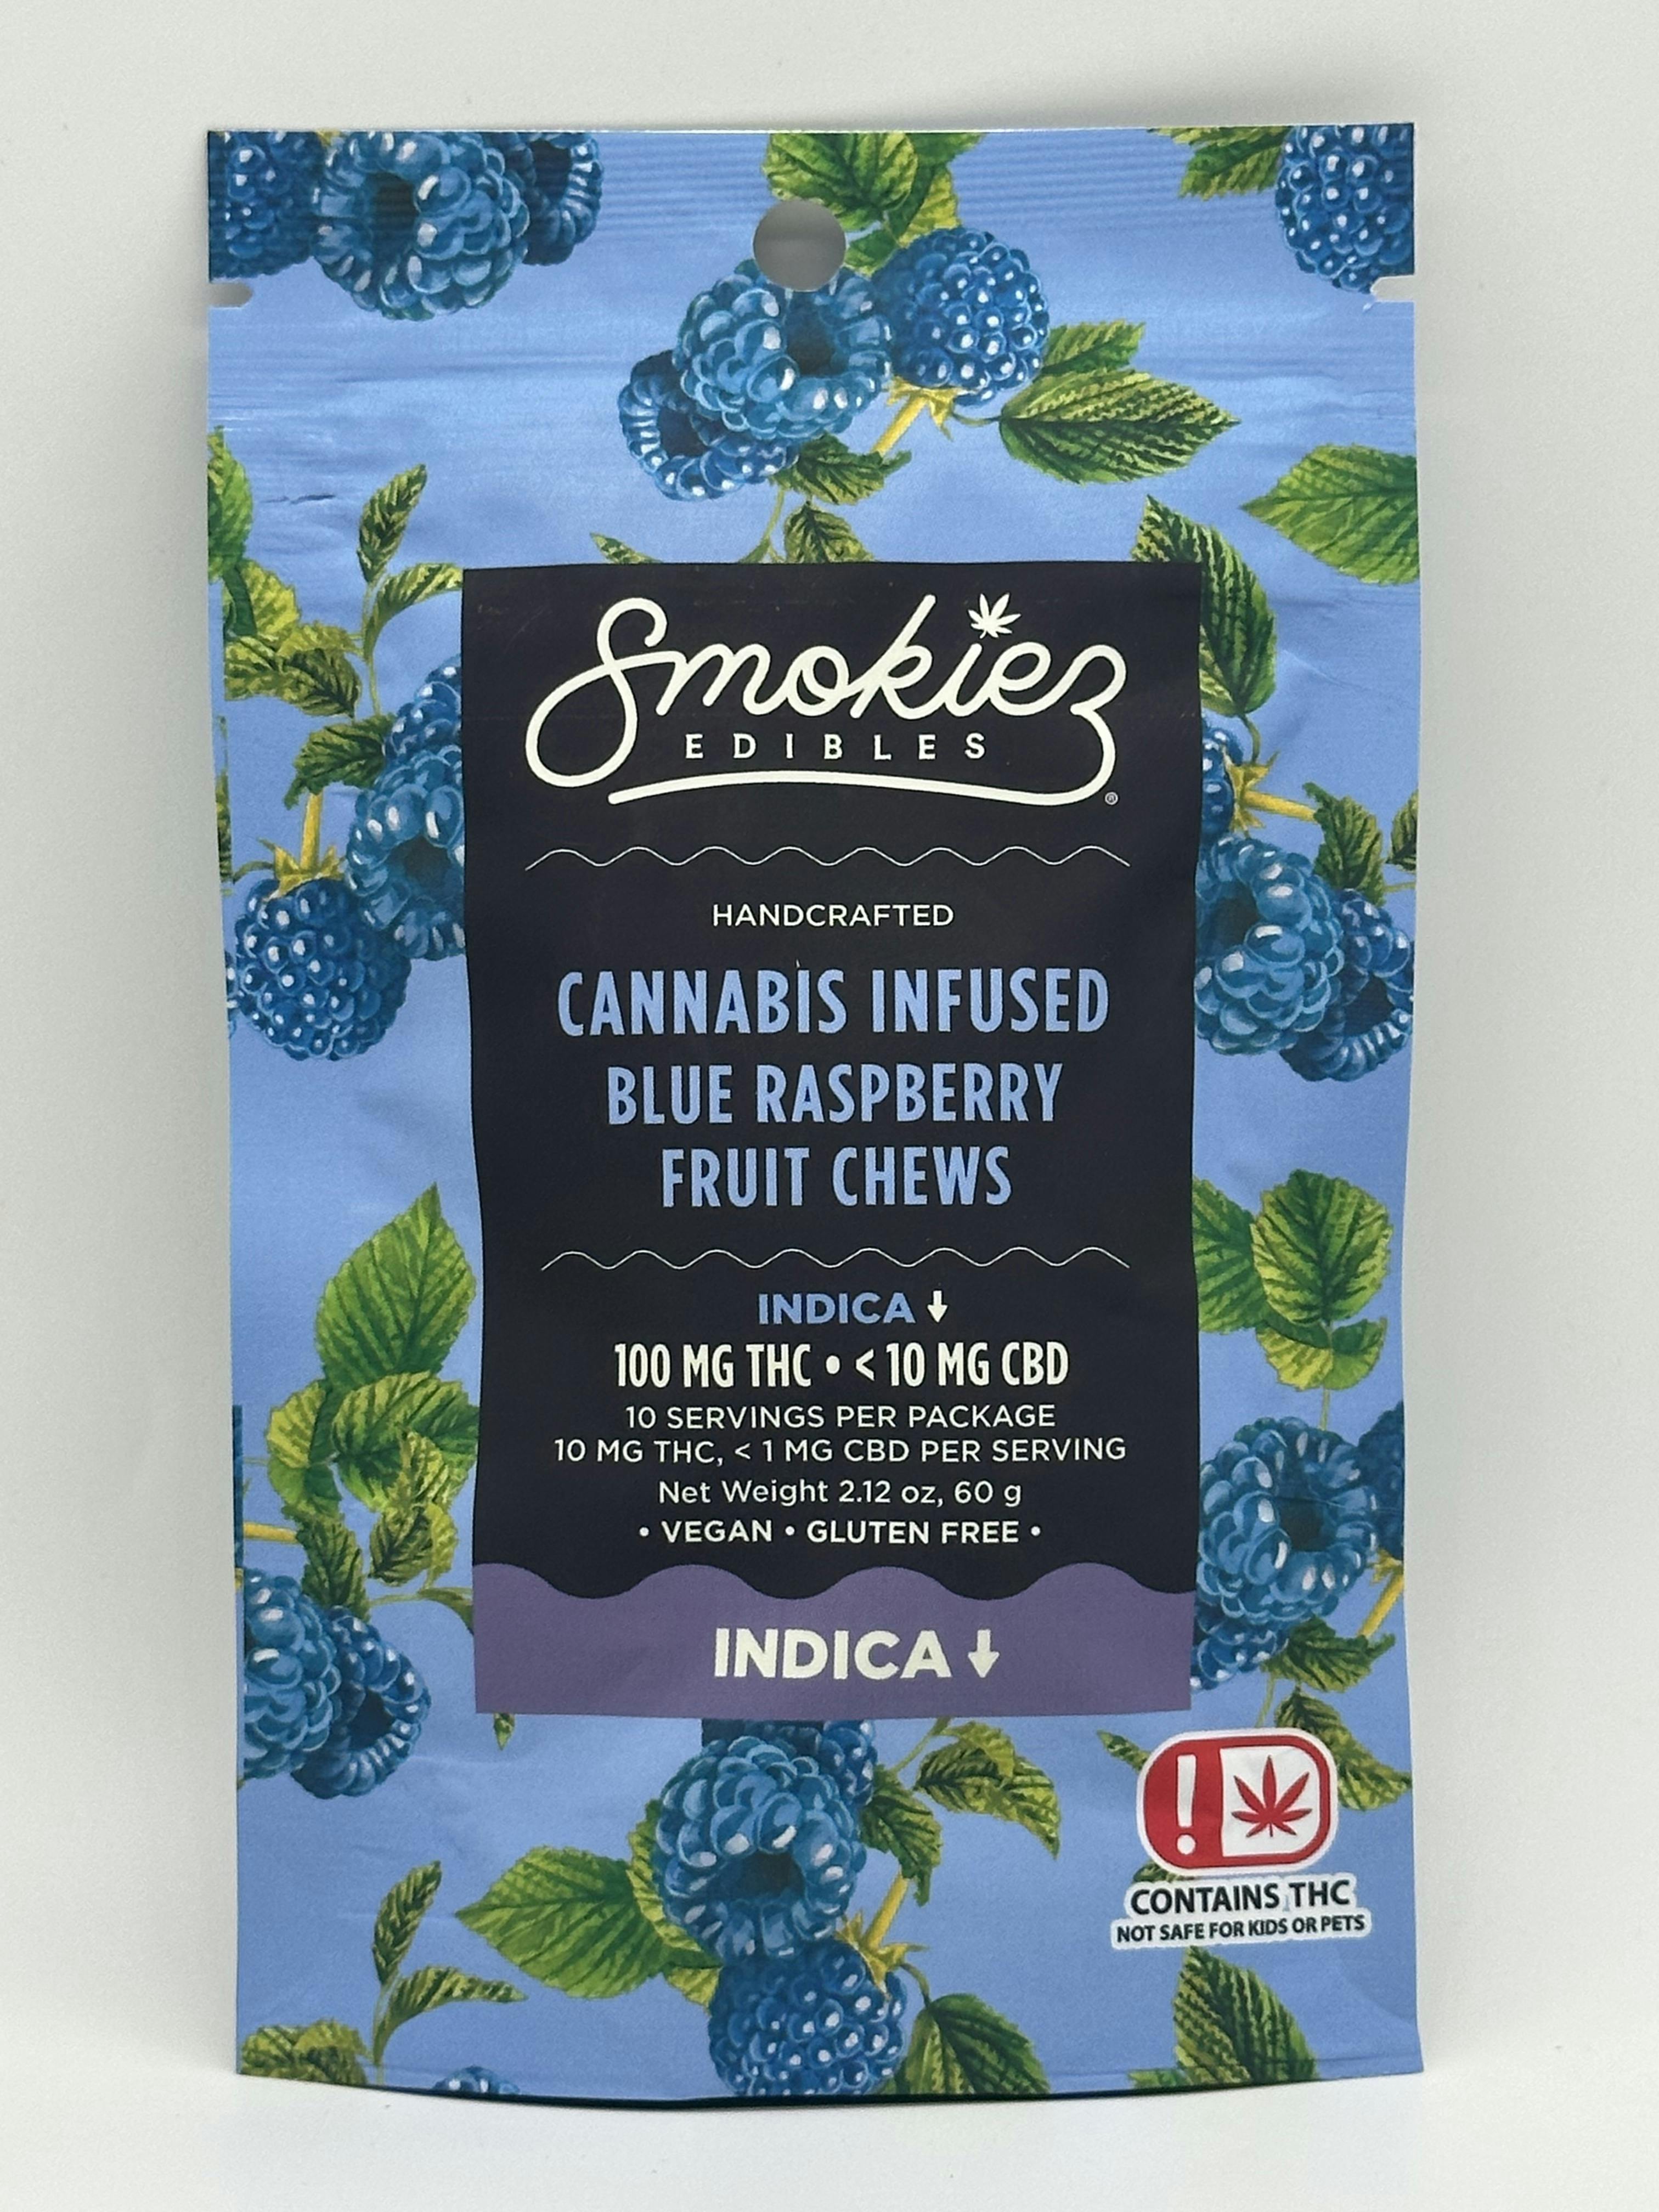 Smokiez
EDIBLES
®
HANDCRAFTED
CANNABIS INFUSED
BLUE RASPBERRY
FRUIT CHEWS
INDICA ↓
100 MG THC • < 10 MG CBD
10 SERVINGS PER PACKAGE
10 MG THC, < 1 MG CBD PER SERVING
Net Weight 2.12 oz, 60 g
• VEGAN • GLUTEN FREE •
INDICA ↓
!
CONTAINS THC
NOT SAFE FOR KIDS OR PETS